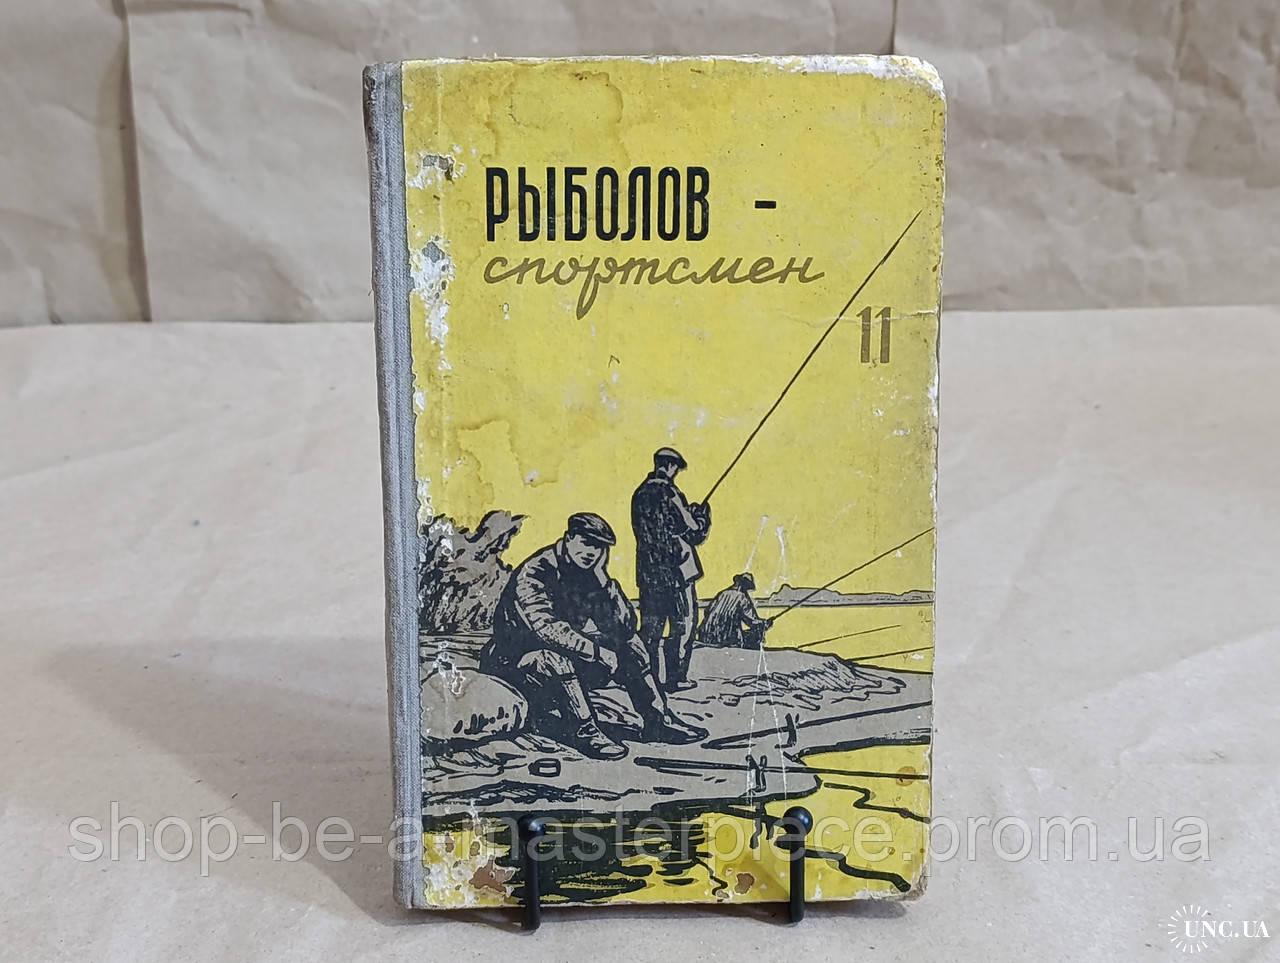 РЫБОЛОВ -
спортсмен
11
shop-be-a-masterpiece.prom.ua
UNC.UA